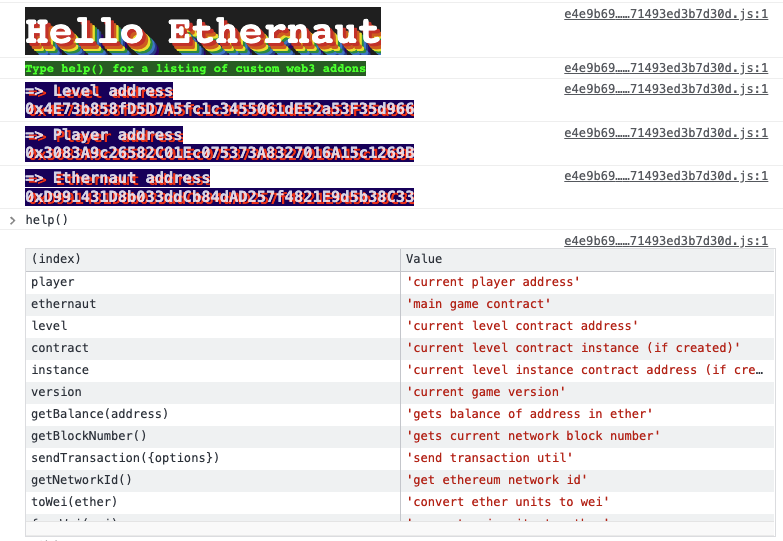 Hello Ethernaut e4e9b69……71493ed3b7d30d.js:1
Type help() for a listing of custom web3 addons e4e9b69……71493ed3b7d30d.js:1
=> Level address e4e9b69……71493ed3b7d30d.js:1
0x4E73b858fD5D7A5fc1c3455061dE52a53F35d966
=> Player address e4e9b69……71493ed3b7d30d.js:1
0x3083A9c26582C01Ec075373A8327016A15c1269B
=> Ethernaut address e4e9b69……71493ed3b7d30d.js:1
0xD991431D8b033ddCb84dAD257f4821E9d5b38C33
> help()
e4e9b69……71493ed3b7d30d.js:1
(index) Value
player 'current player address'
ethernaut 'main game contract'
level 'current level contract address'
contract 'current level contract instance (if created)'
instance 'current level instance contract address (if cre…
version 'current game version'
getBalance(address) 'gets balance of address in ether'
getBlockNumber() 'gets current network block number'
sendTransaction({options}) 'send transaction util'
getNetworkId() 'get ethereum network id'
toWei(ether) 'convert ether units to wei'